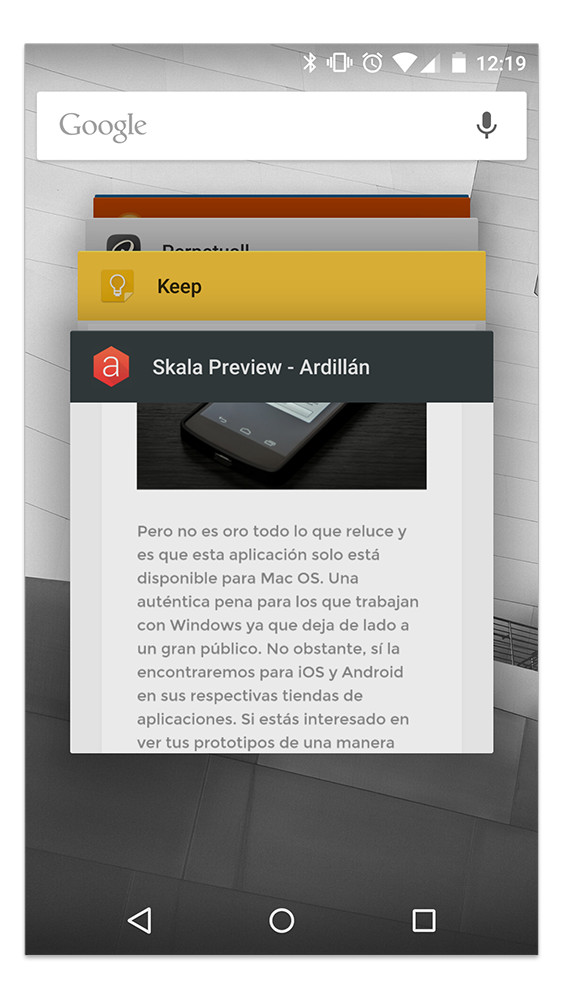 12:19
Google
Perpetuall
Keep
a
Skala Preview - Ardillán
Pero no es oro todo lo que reluce y
es que esta aplicación solo está
disponible para Mac OS. Una
auténtica pena para los que trabajan
con Windows ya que deja de lado a
un gran público. No obstante, sí la
encontraremos para iOS y Android
en sus respectivas tiendas de
aplicaciones. Si estás interesado en
ver tus prototipos de una manera